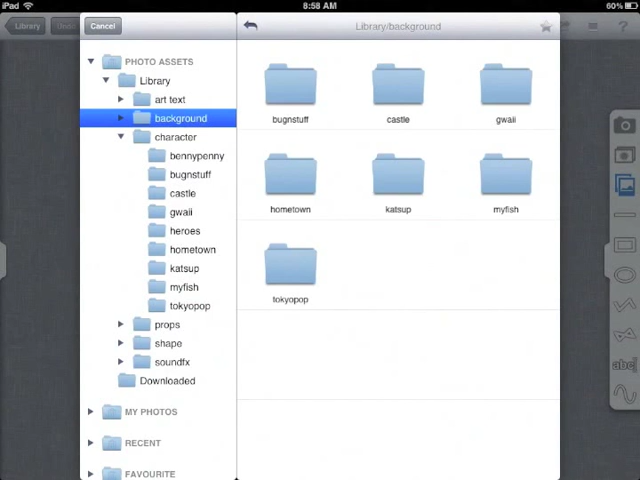 iPad 8:58 AM 60%
Library Undo Cancel Library/background ?
PHOTO ASSETS
Library
art text
background
character
bennypenny
bugnstuff
castle
gwaii
heroes
hometown
katsup
myfish
tokyopop
props
shape
soundfx
Downloaded
MY PHOTOS
RECENT
FAVOURITE
bugnstuff castle gwaii
hometown katsup myfish
tokyopop
abc